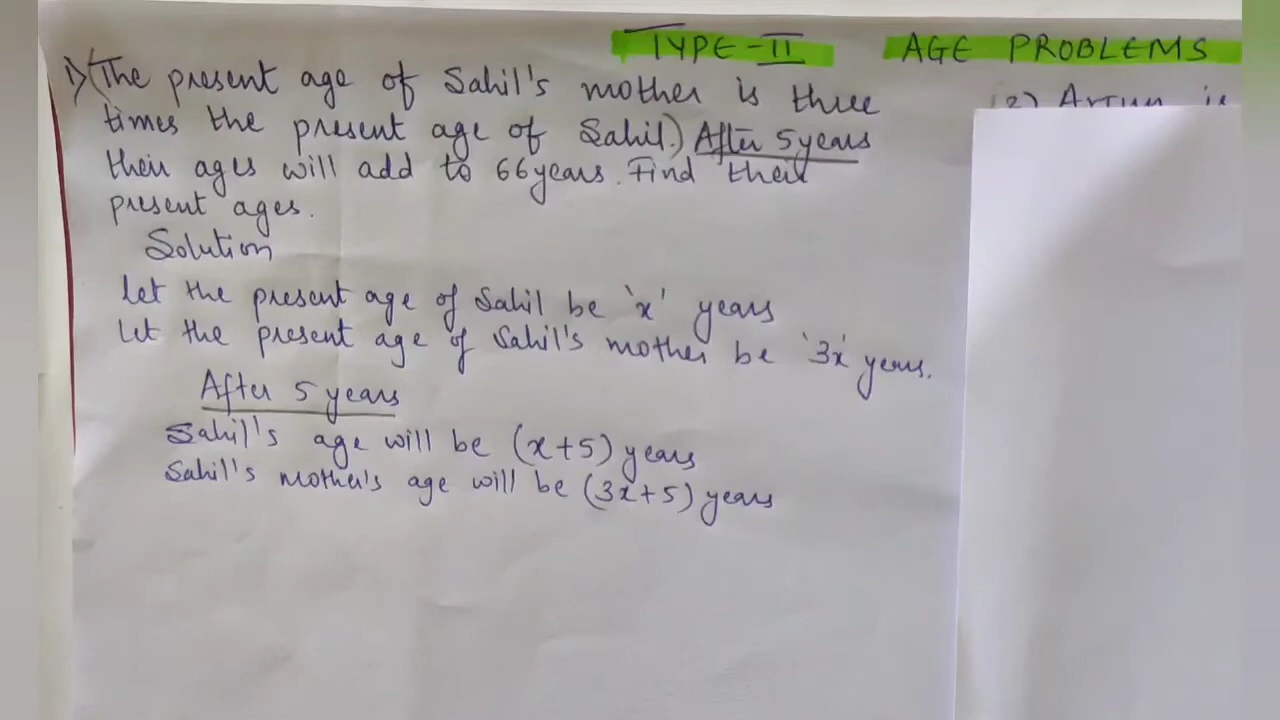 TYPE-II AGE PROBLEMS
1) (The present age of Sahil's mother is three
times the present age of Sahil.) After 5 years
their ages will add to 66 years. Find their
present ages.
Solution
Let the present age of Sahil be 'x' years
Let the present age of Sahil's mother be '3x' years.
After 5 years
Sahil's age will be (x+5) years
Sahil's mother's age will be (3x+5) years
(2) Arjun is